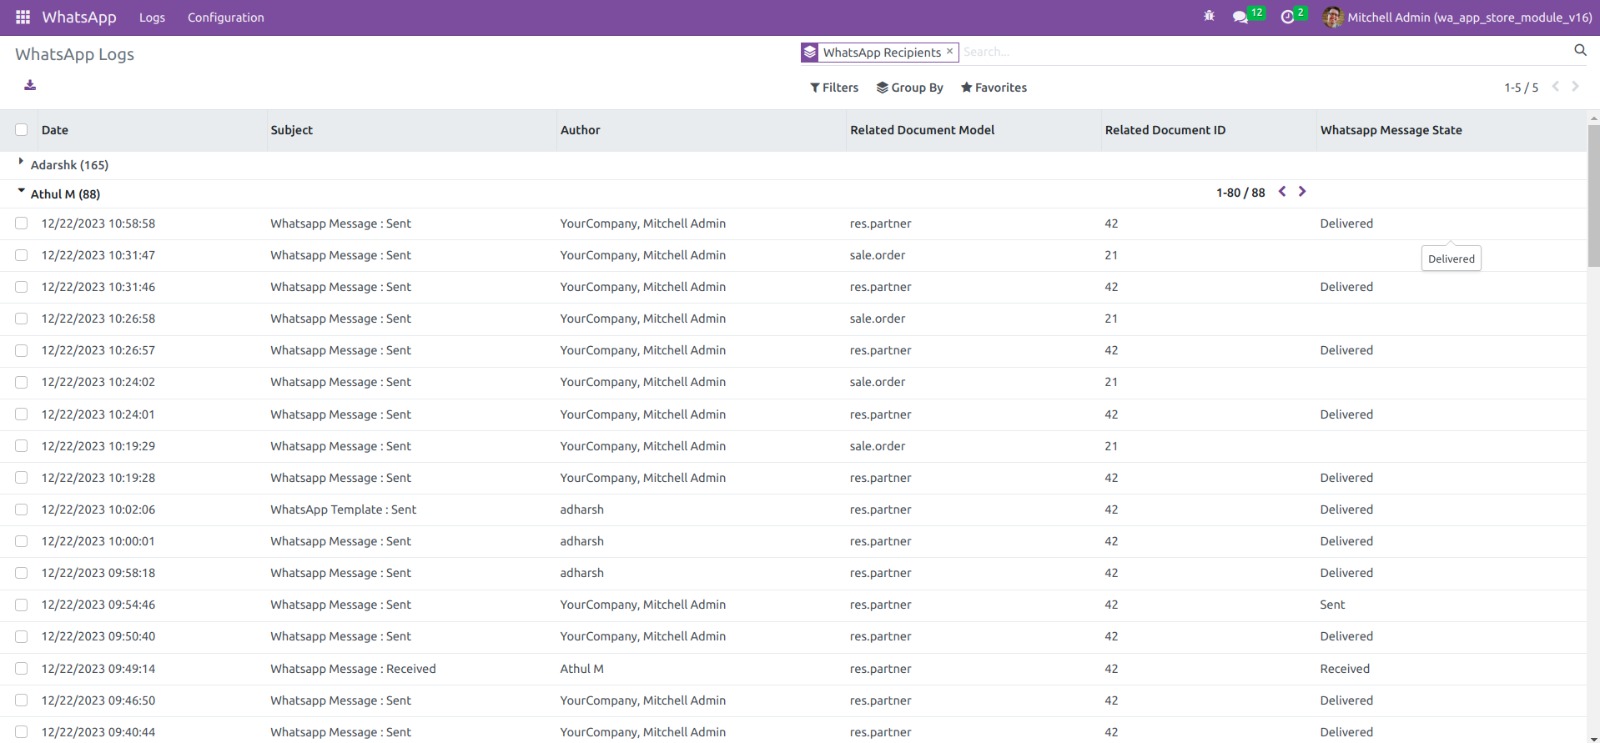 WhatsApp Logs Configuration 12 2 Mitchell Admin (wa_app_store_module_v16)
WhatsApp Logs WhatsApp Recipients × Search...
Filters Group By Favorites 1-5 / 5
Date Subject Author Related Document Model Related Document ID Whatsapp Message State
Adarshk (165)
Athul M (88) 1-80 / 88
12/22/2023 10:58:58 Whatsapp Message : Sent YourCompany, Mitchell Admin res.partner 42 Delivered
12/22/2023 10:31:47 Whatsapp Message : Sent YourCompany, Mitchell Admin sale.order 21
Delivered
12/22/2023 10:31:46 Whatsapp Message : Sent YourCompany, Mitchell Admin res.partner 42 Delivered
12/22/2023 10:26:58 Whatsapp Message : Sent YourCompany, Mitchell Admin sale.order 21
12/22/2023 10:26:57 Whatsapp Message : Sent YourCompany, Mitchell Admin res.partner 42 Delivered
12/22/2023 10:24:02 Whatsapp Message : Sent YourCompany, Mitchell Admin sale.order 21
12/22/2023 10:24:01 Whatsapp Message : Sent YourCompany, Mitchell Admin res.partner 42 Delivered
12/22/2023 10:19:29 Whatsapp Message : Sent YourCompany, Mitchell Admin sale.order 21
12/22/2023 10:19:28 Whatsapp Message : Sent YourCompany, Mitchell Admin res.partner 42 Delivered
12/22/2023 10:02:06 WhatsApp Template : Sent adharsh res.partner 42 Delivered
12/22/2023 10:00:01 Whatsapp Message : Sent adharsh res.partner 42 Delivered
12/22/2023 09:58:18 Whatsapp Message : Sent adharsh res.partner 42 Delivered
12/22/2023 09:54:46 Whatsapp Message : Sent YourCompany, Mitchell Admin res.partner 42 Sent
12/22/2023 09:50:40 Whatsapp Message : Sent YourCompany, Mitchell Admin res.partner 42 Delivered
12/22/2023 09:49:14 Whatsapp Message : Received Athul M res.partner 42 Received
12/22/2023 09:46:50 Whatsapp Message : Sent YourCompany, Mitchell Admin res.partner 42 Delivered
12/22/2023 09:40:44 Whatsapp Message : Sent YourCompany, Mitchell Admin res.partner 42 Delivered